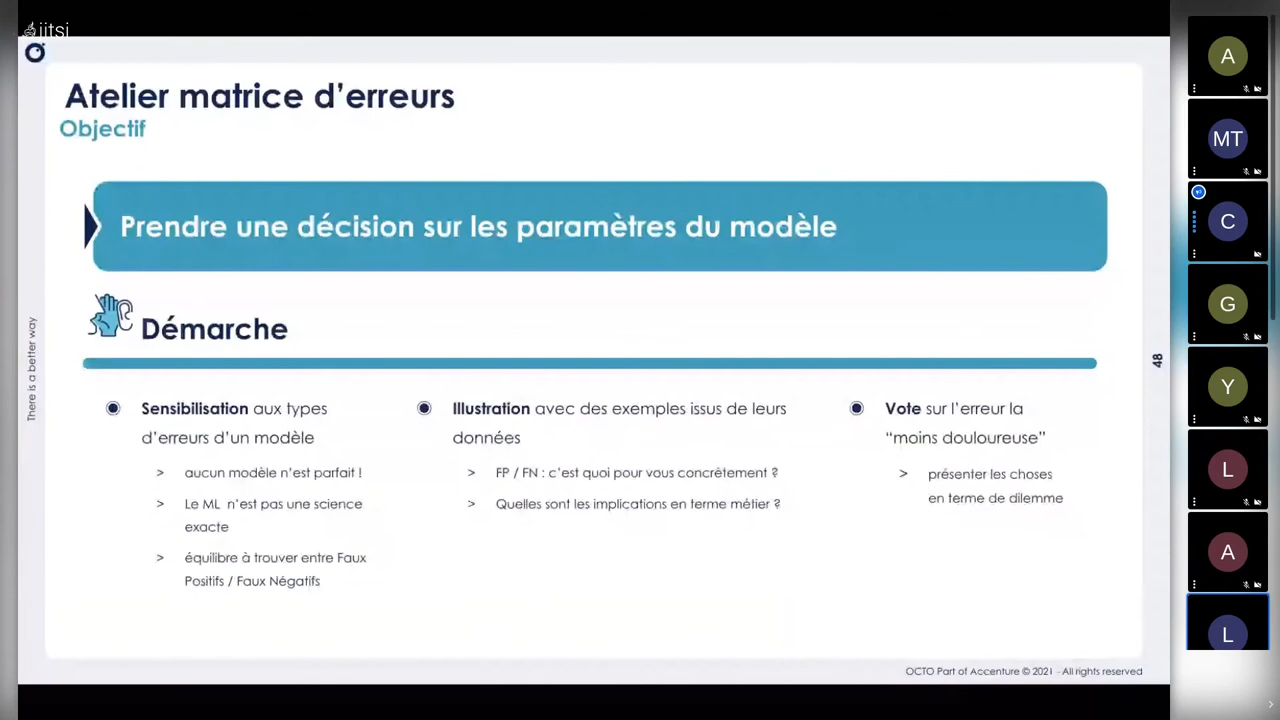 jitsi
Atelier matrice d'erreurs
Objectif
Prendre une décision sur les paramètres du modèle
Démarche
Sensibilisation aux types
d'erreurs d'un modèle
> aucun modèle n'est parfait !
> Le ML n'est pas une science
exacte
> équilibre à trouver entre Faux
Positifs / Faux Négatifs
Illustration avec des exemples issus de leurs
données
> FP / FN : c'est quoi pour vous concrètement ?
> Quelles sont les implications en terme métier ?
Vote sur l'erreur la
“moins douloureuse”
> présenter les choses
en terme de dilemme
There is a better way
48
OCTO Part of Accenture © 2021 - All rights reserved
A
MT
C
G
Y
L
A
L